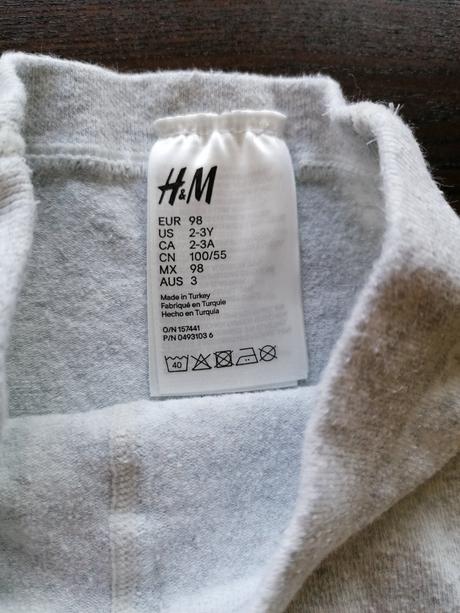 H&M
EUR 98
US 2-3Y
CA 2-3A
CN 100/55
MX 98
AUS 3
Made in Turkey
Fabriqué en Turquie
Hecho en Turquia
O/N 157441
P/N 0493103 6
40